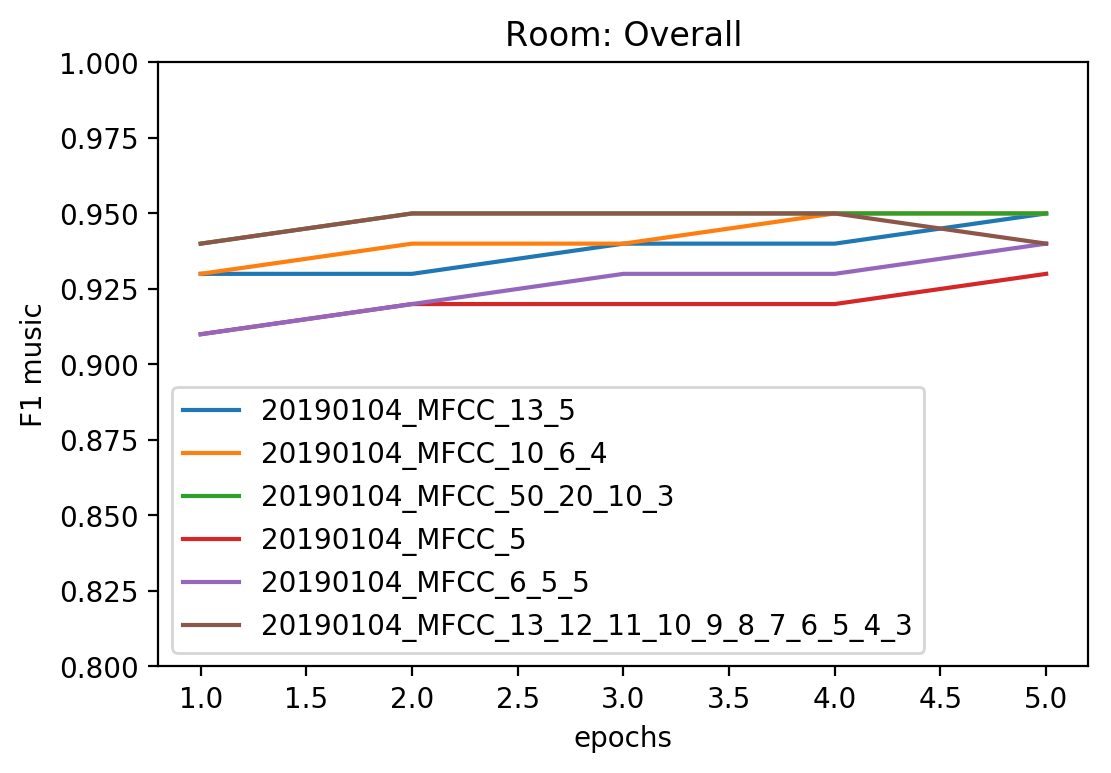 Room: Overall
1.000
0.975
0.950
0.925
0.900
0.875
0.850
0.825
0.800
F1 music
20190104_MFCC_13_5
20190104_MFCC_10_6_4
20190104_MFCC_50_20_10_3
20190104_MFCC_5
20190104_MFCC_6_5_5
20190104_MFCC_13_12_11_10_9_8_7_6_5_4_3
1.0 1.5 2.0 2.5 3.0 3.5 4.0 4.5 5.0
epochs